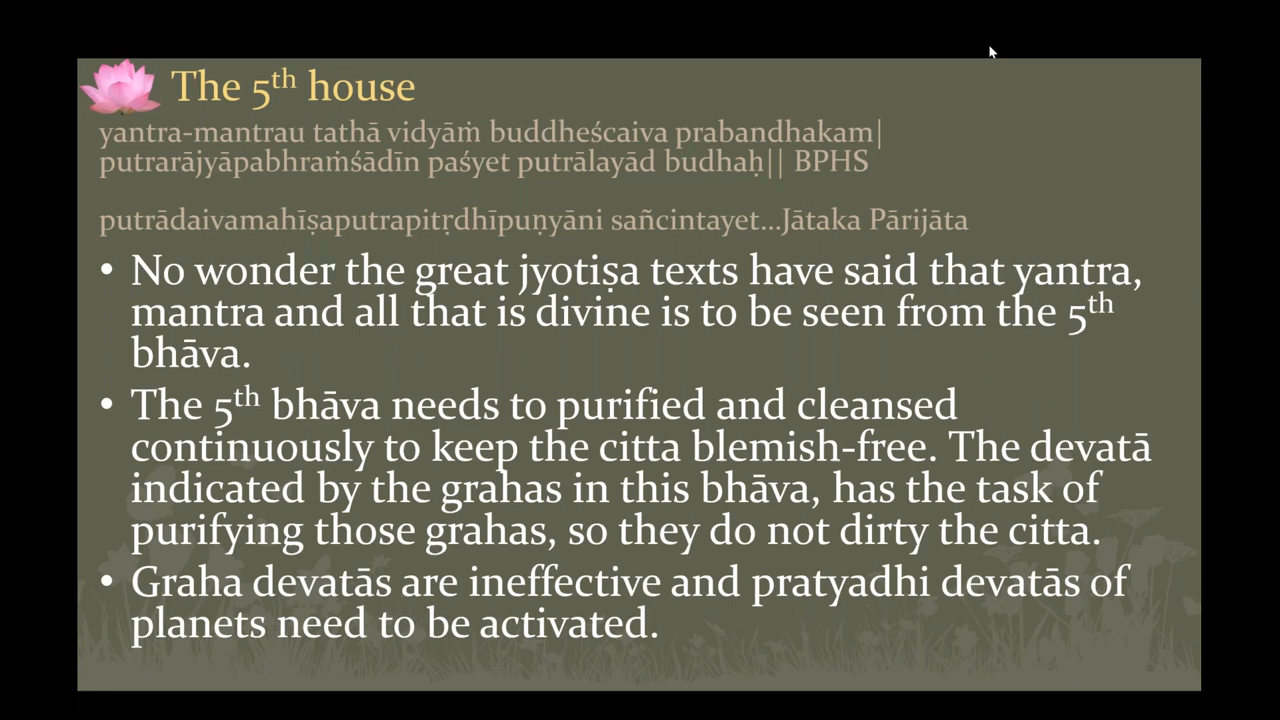 The 5th house
yantra-mantrau tathā vidyāṁ buddheścaiva prabandhakam|
putrarājyāpabhraṁśādīn paśyet putrālayād budhaḥ|| BPHS
putrādaivamahīṣaputrapitṛdhīpuṇyāni sañcintayet...Jātaka Pārijāta
• No wonder the great jyotiṣa texts have said that yantra,
mantra and all that is divine is to be seen from the 5th
bhāva.
• The 5th bhāva needs to purified and cleansed
continuously to keep the citta blemish-free. The devatā
indicated by the grahas in this bhāva, has the task of
purifying those grahas, so they do not dirty the citta.
• Graha devatās are ineffective and pratyadhi devatās of
planets need to be activated.